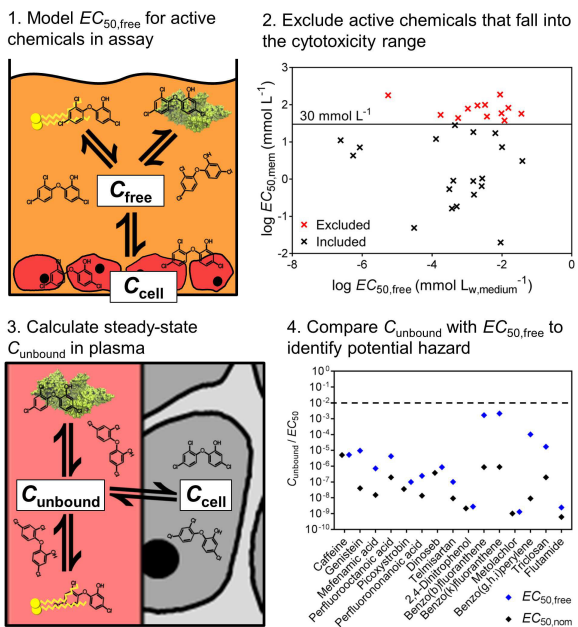 1. Model EC50,free for active
chemicals in assay
Cfree
Ccell
2. Exclude active chemicals that fall into
the cytotoxicity range
log EC50,mem (mmol L-1)
3
2
1
0
-1
-2
30 mmol L-1
Excluded
Included
-8
-6
-4
-2
0
log EC50,free (mmol Lw,medium-1)
3. Calculate steady-state
Cunbound in plasma
Cunbound
Ccell
4. Compare Cunbound with EC50,free to
identify potential hazard
Cunbound / EC50
10^0
10^-1
10^-2
10^-3
10^-4
10^-5
10^-6
10^-7
10^-8
10^-9
10^-10
Caffeine
Genistein
Mefenamic acid
Perfluorooctanoic acid
Picoxystrobin
Perfluorononanoic acid
Dinoseb
Telmisartan
2,4-Dinitrophenol
Benzo(b)fluoranthene
Benzo(k)fluoranthene
Metolachlor
Benzo(g,h,i)perylene
Triclosan
Flutamide
EC50,free
EC50,nom